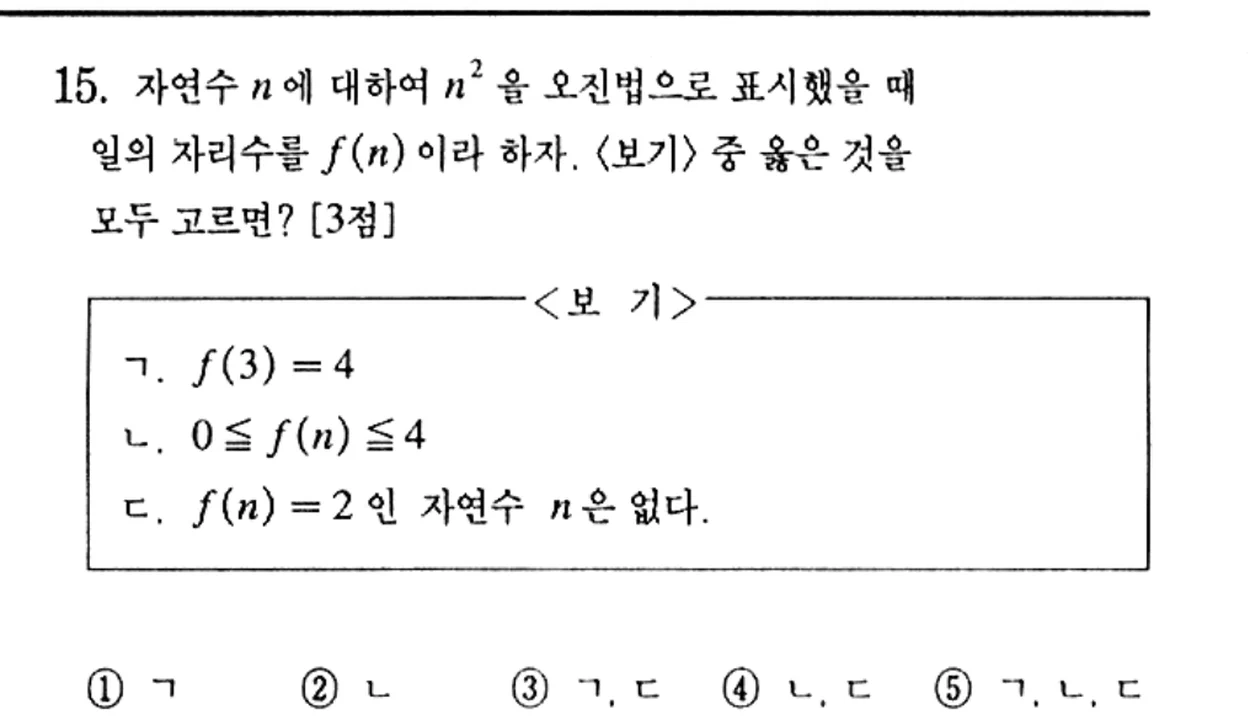 15. 자연수 n에 대하여 n²을 오진법으로 표시했을 때
일의 자리수를 f(n)이라 하자. <보기> 중 옳은 것을
모두 고르면? [3점]
<보 기>
ㄱ. f(3) = 4
ㄴ. 0 ≦ f(n) ≦ 4
ㄷ. f(n) = 2 인 자연수 n은 없다.
① ㄱ ② ㄴ ③ ㄱ, ㄷ ④ ㄴ, ㄷ ⑤ ㄱ, ㄴ, ㄷ